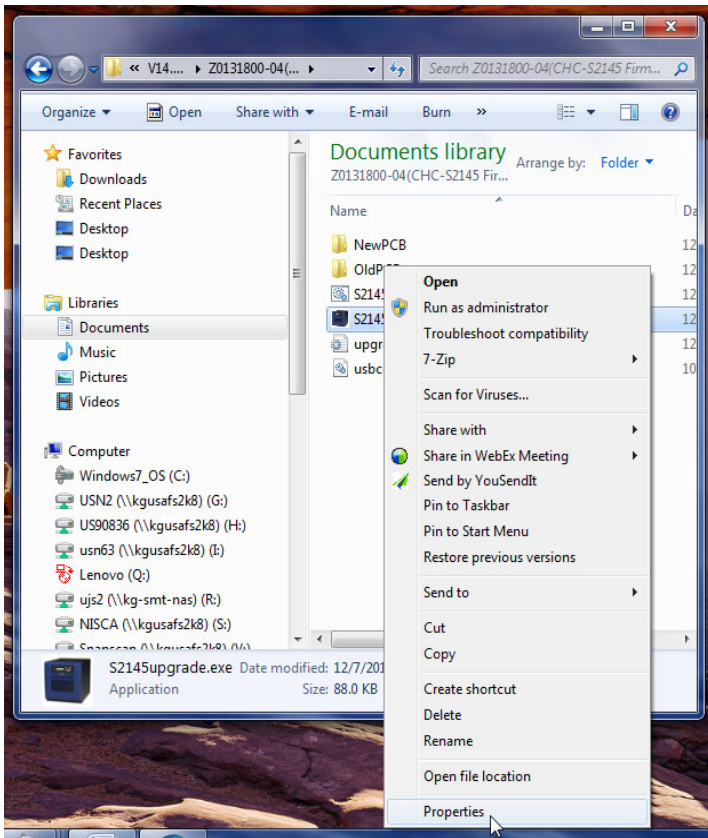 « V14.... ▸ Z0131800-04(... ▸
Search Z0131800-04(CHC-S2145 Firm...
Organize ▾ Open Share with ▾ E-mail Burn »
Favorites
Downloads
Recent Places
Desktop
Desktop
Libraries
Documents
Music
Pictures
Videos
Computer
Windows7_OS (C:)
USN2 (\\kgusafs2k8) (G:)
US90836 (\\kgusafs2k8) (H:)
usn63 (\\kgusafs2k8) (I:)
Lenovo (Q:)
ujs2 (\\kg-smt-nas) (R:)
NISCA (\\kgusafs2k8) (S:)
Documents library
Z0131800-04(CHC-S2145 Fir...
Arrange by: Folder ▾
Name Da
NewPCB 12
OldPCB 12
S2145 12
S2145 12
upgr 12
usbc 10
Open
Run as administrator
Troubleshoot compatibility
7-Zip
Scan for Viruses...
Share with
Share in WebEx Meeting
Send by YouSendIt
Pin to Taskbar
Pin to Start Menu
Restore previous versions
Send to
Cut
Copy
Create shortcut
Delete
Rename
Open file location
Properties
S2145upgrade.exe Date modified: 12/7/201
Application Size: 88.0 KB